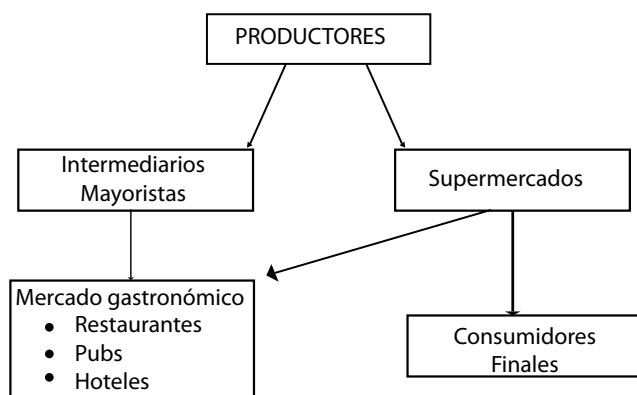 PRODUCTORES
Intermediarios
Mayoristas
Supermercados
Mercado gastronómico
• Restaurantes
• Pubs
• Hoteles
Consumidores
Finales